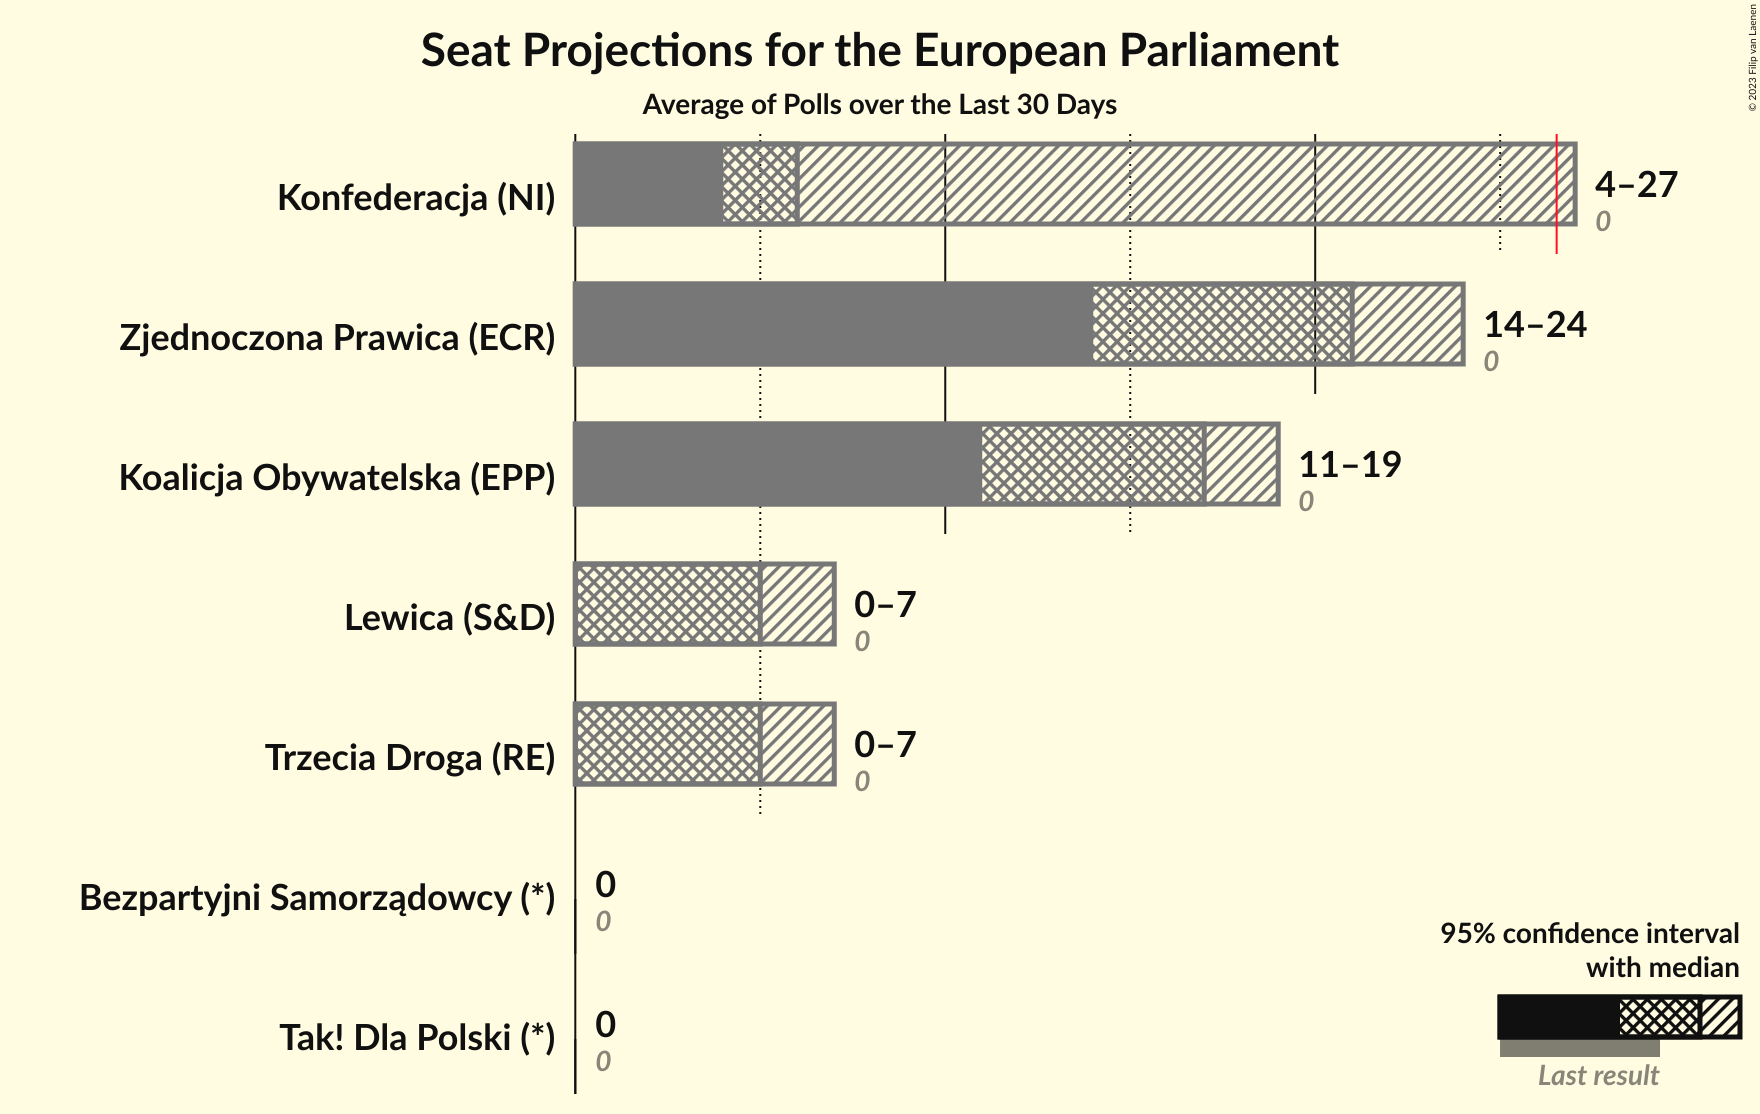 Seat Projections for the European Parliament
Average of Polls over the Last 30 Days
© 2023 Filip van Laenen
Konfederacja (NI)
4–27
0
Zjednoczona Prawica (ECR)
14–24
0
Koalicja Obywatelska (EPP)
11–19
0
Lewica (S&D)
0–7
0
Trzecia Droga (RE)
0–7
0
Bezpartyjni Samorządowcy (*)
0
0
Tak! Dla Polski (*)
0
0
95% confidence interval
with median
Last result